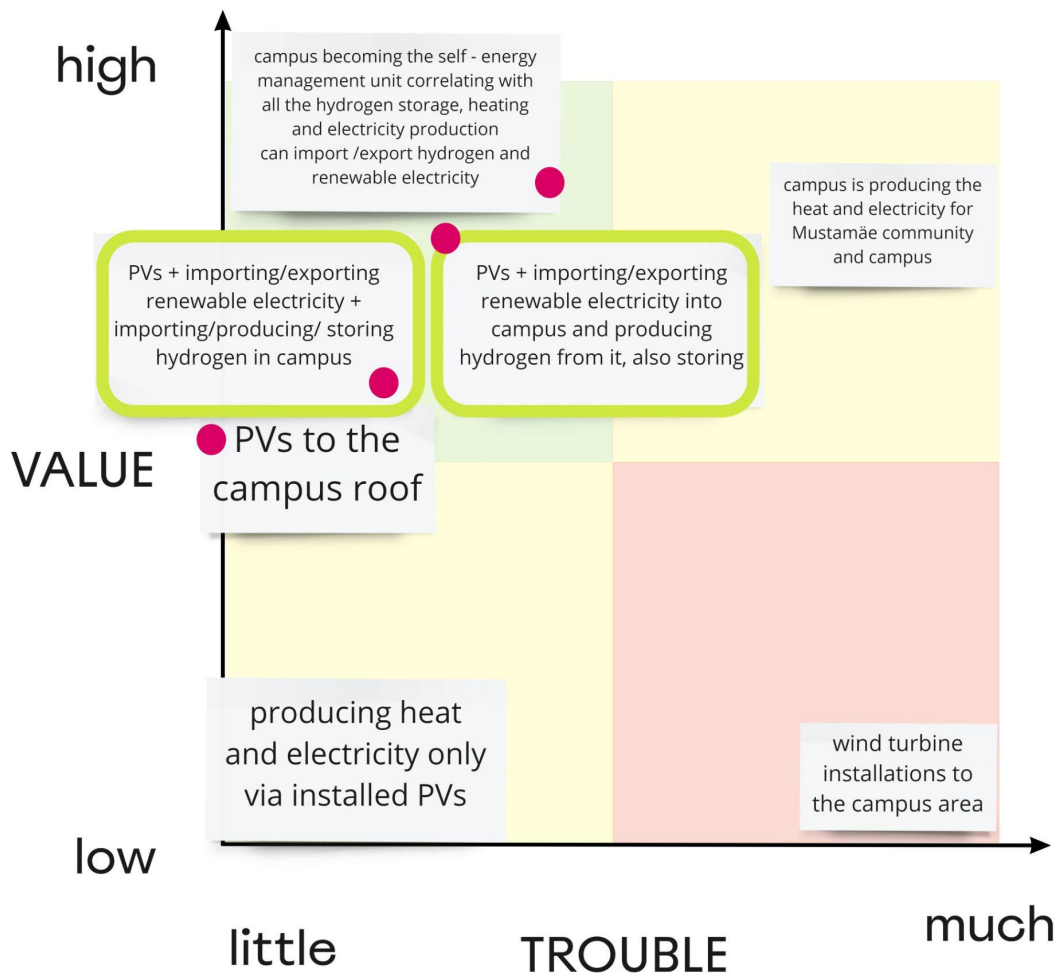 high
campus becoming the self - energy
management unit correlating with
all the hydrogen storage, heating
and electricity production
can import /export hydrogen and
renewable electricity
campus is producing the
heat and electricity for
Mustamäe community
and campus
PVs + importing/exporting
renewable electricity +
importing/producing/ storing
hydrogen in campus
PVs + importing/exporting
renewable electricity into
campus and producing
hydrogen from it, also storing
VALUE
PVs to the
campus roof
producing heat
and electricity only
via installed PVs
wind turbine
installations to
the campus area
low
little
TROUBLE
much